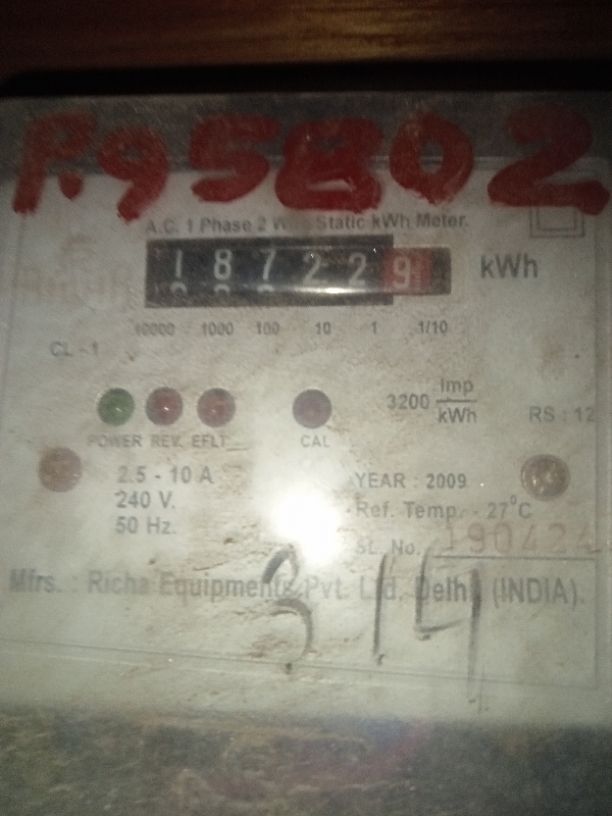 P.95802
A.C. 1 Phase 2 Wire Static kWh Meter.
187229 kWh
10000 1000 100 10 1 1/10
CL - 1
3200 Imp/kWh
RS : 12
POWER REV. EFLT CAL
2.5 - 10 A
240 V.
50 Hz.
YEAR : 2009
Ref. Temp. - 27°C
SL. No. 190424
Mfrs. : Richa Equipments Pvt. Ltd. Delhi (INDIA).
314